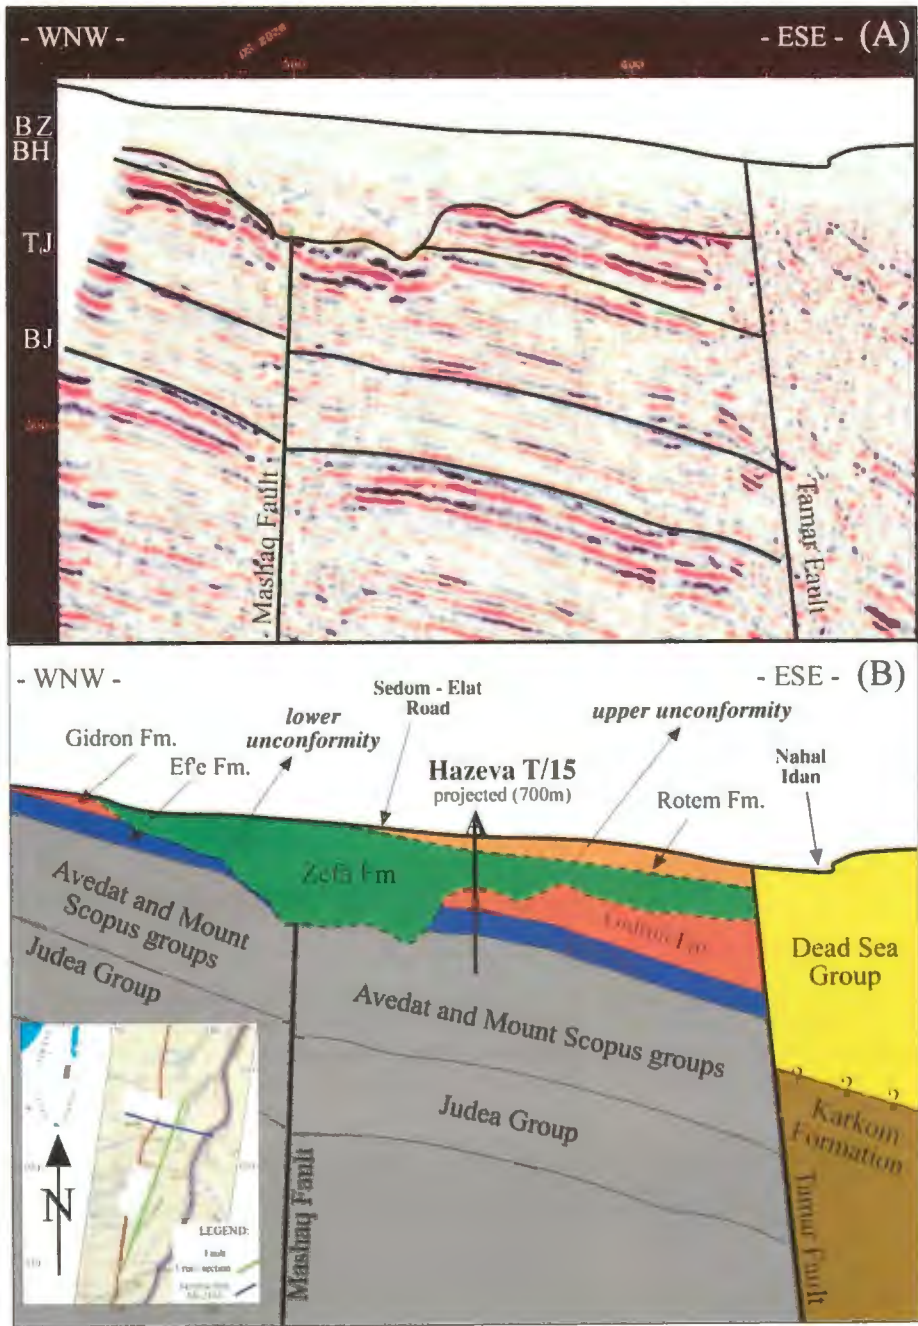 - WNW -
- ESE - (A)
400
BZ
BH
TJ
BJ
Mashaq Fault
Tamar Fault
- WNW -
- ESE - (B)
Sedom - Elat
Road
lower
unconformity
upper unconformity
Gidron Fm.
Ef'e Fm.
Hazeva T/15
projected (700m)
Rotem Fm.
Nahal
Idan
Zefa Fm
Avedat and Mount
Scopus groups
Judea Group
Avedat and Mount Scopus groups
Judea Group
Dead Sea
Group
? ? ?
Karkom
Formation
Mashaq Fault
Tamar Fault
N
LEGEND:
Fault